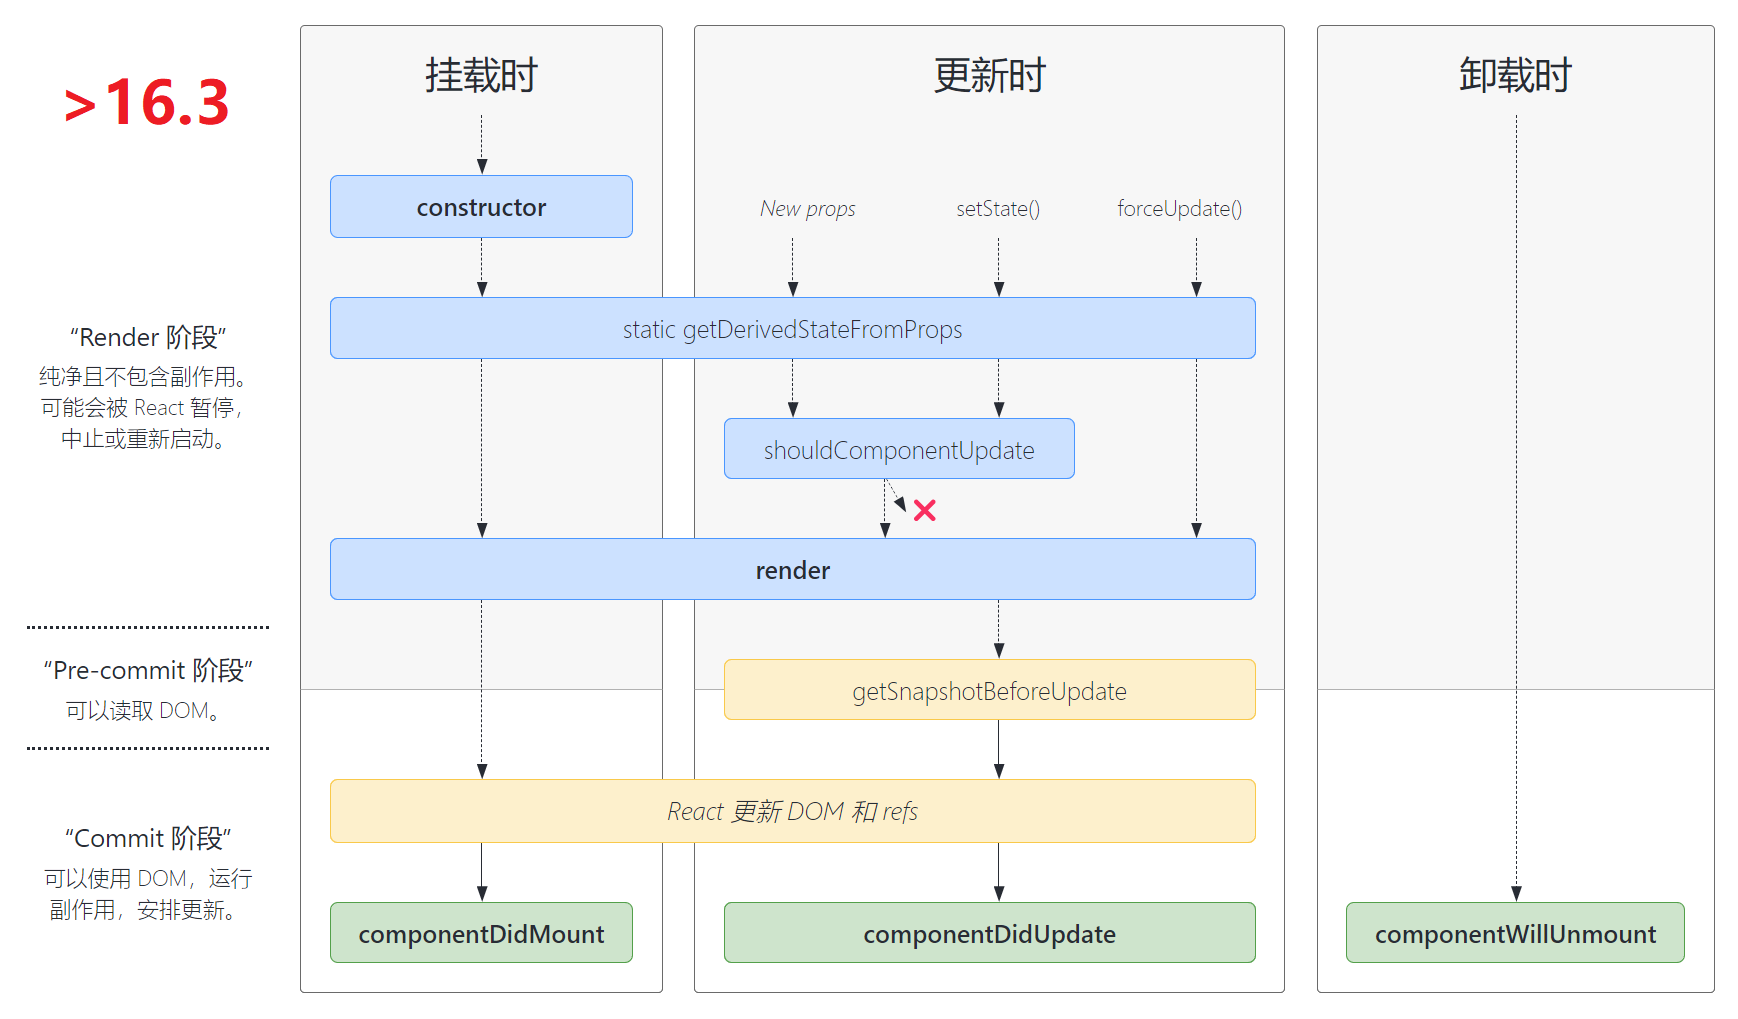 >16.3
挂载时
更新时
卸载时
constructor
New props
setState()
forceUpdate()
static getDerivedStateFromProps
“Render 阶段”
纯净且不包含副作用。
可能会被 React 暂停，
中止或重新启动。
shouldComponentUpdate
render
“Pre-commit 阶段”
可以读取 DOM。
getSnapshotBeforeUpdate
React 更新 DOM 和 refs
“Commit 阶段”
可以使用 DOM，运行
副作用，安排更新。
componentDidMount
componentDidUpdate
componentWillUnmount